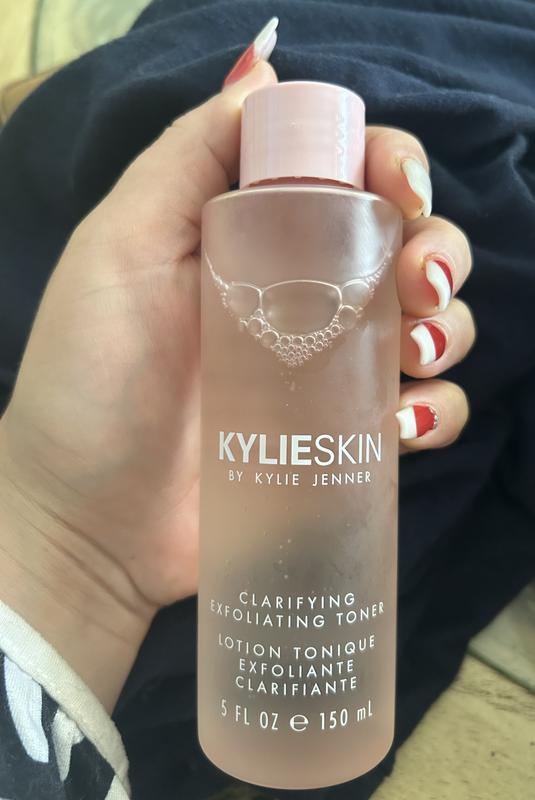 KYLIESKIN
BY KYLIE JENNER
CLARIFYING
EXFOLIATING TONER
LOTION TONIQUE
EXFOLIANTE
CLARIFIANTE
5 FL OZ ℮ 150 mL